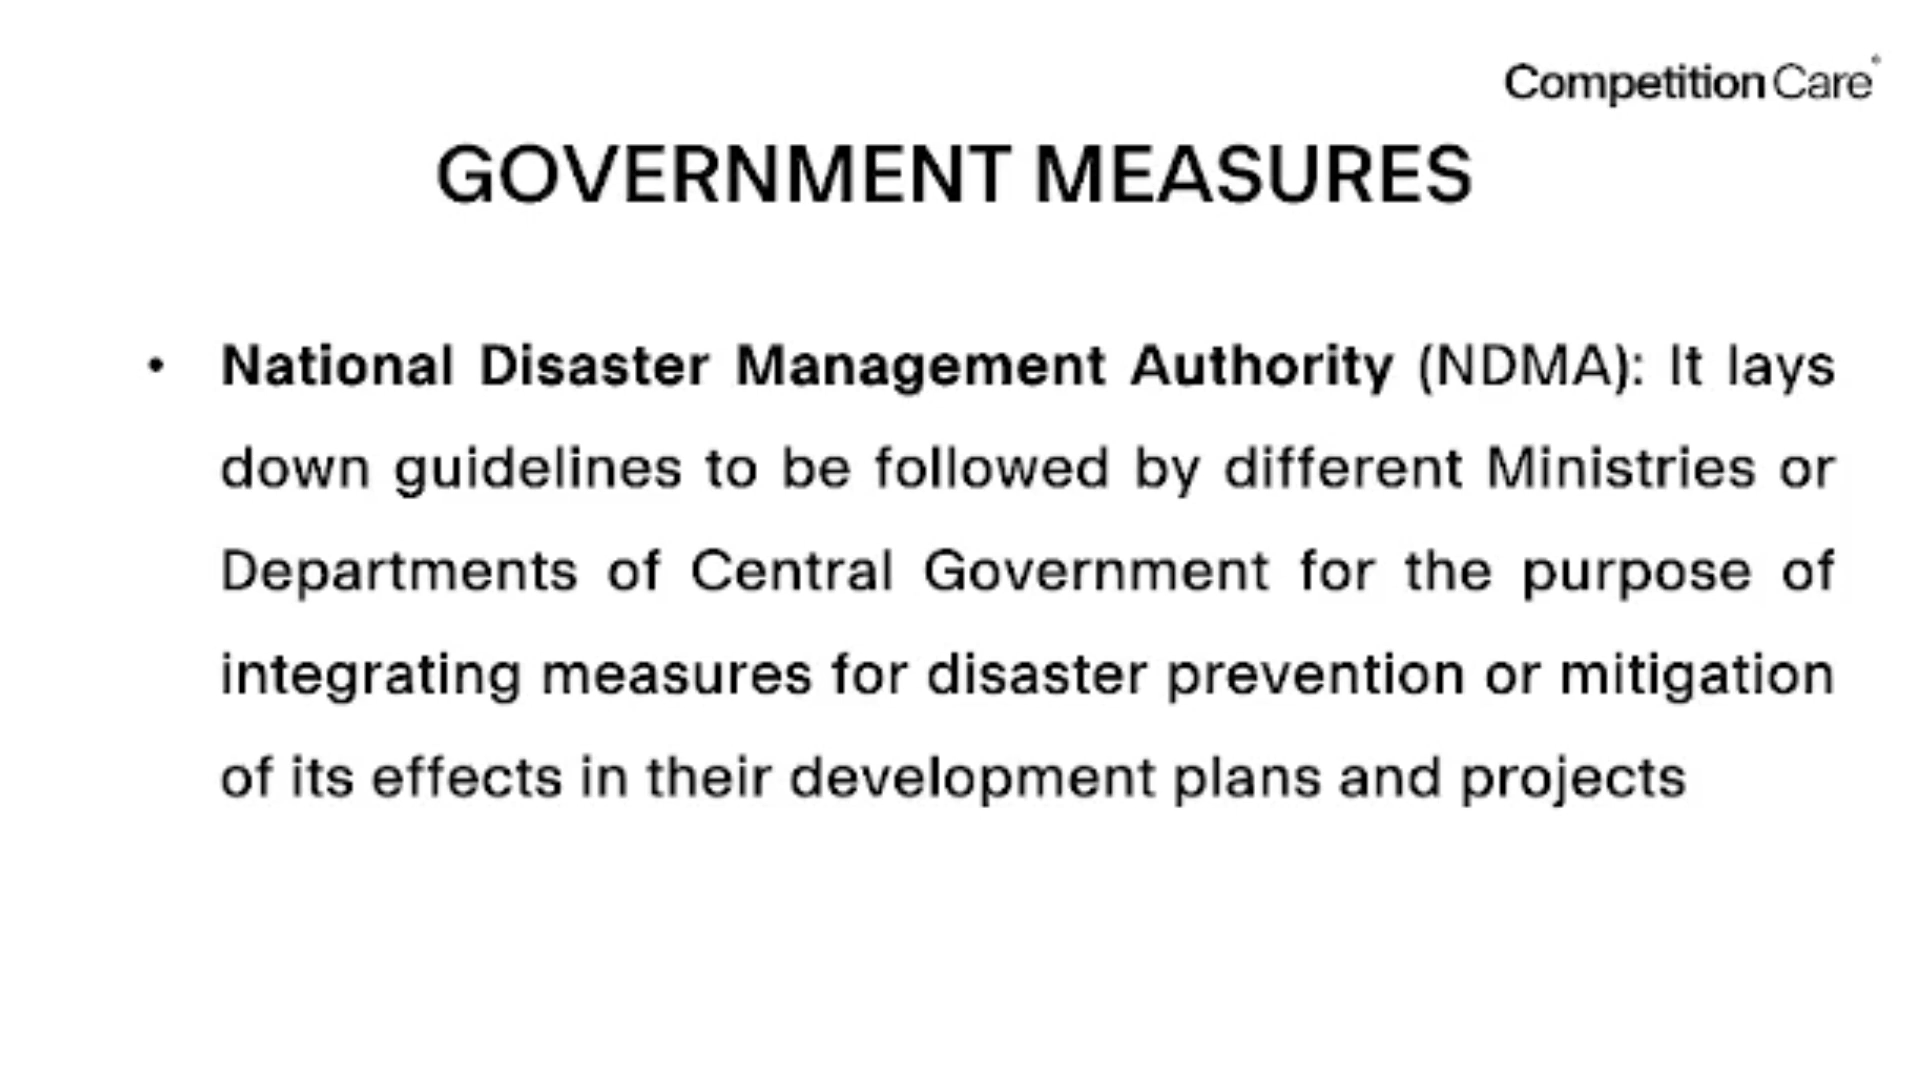 Competition Care
GOVERNMENT MEASURES
• National Disaster Management Authority (NDMA): It lays
down guidelines to be followed by different Ministries or
Departments of Central Government for the purpose of
integrating measures for disaster prevention or mitigation
of its effects in their development plans and projects